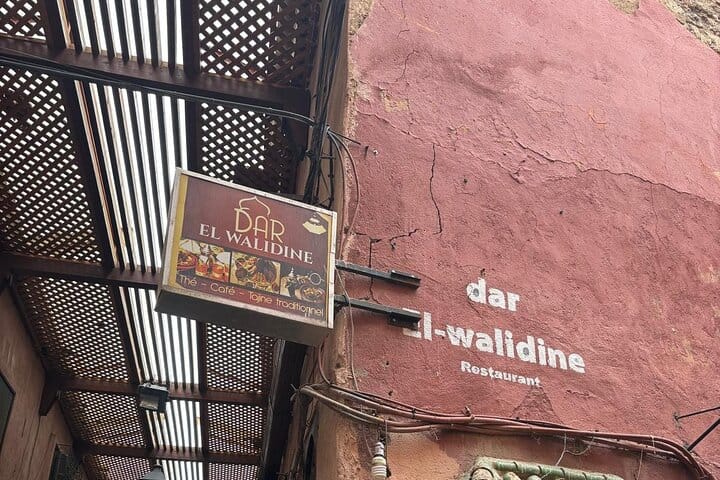 DAR
EL WALIDINE
Thé - Café - Tajine traditionnel
dar
El-walidine
Restaurant